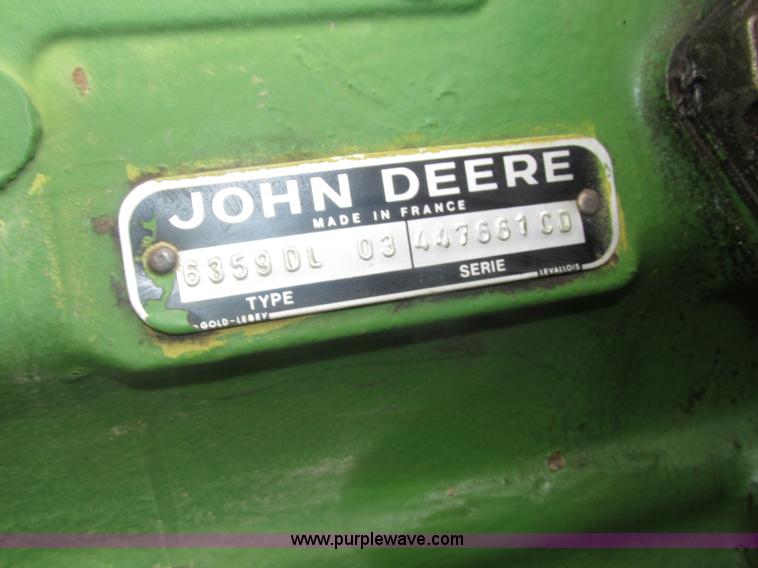 JOHN DEERE
MADE IN FRANCE
6359DL 03 447661CD
TYPE SERIE
GOLD-LEBEY LEVALLOIS
www.purplewave.com